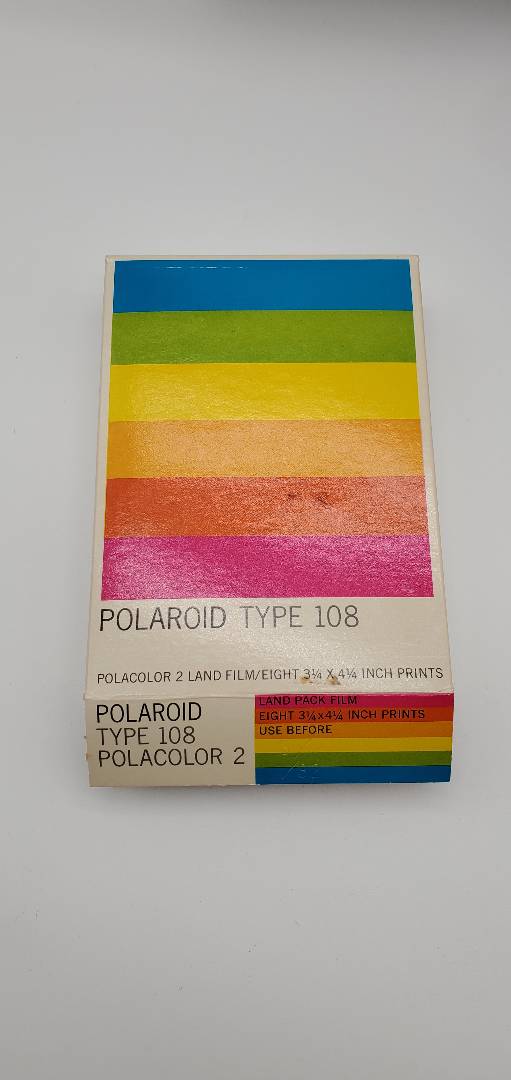 POLAROID TYPE 108
POLACOLOR 2 LAND FILM/EIGHT 3¼ X 4¼ INCH PRINTS
POLAROID
TYPE 108
POLACOLOR 2
LAND PACK FILM
EIGHT 3¼x4¼ INCH PRINTS
USE BEFORE